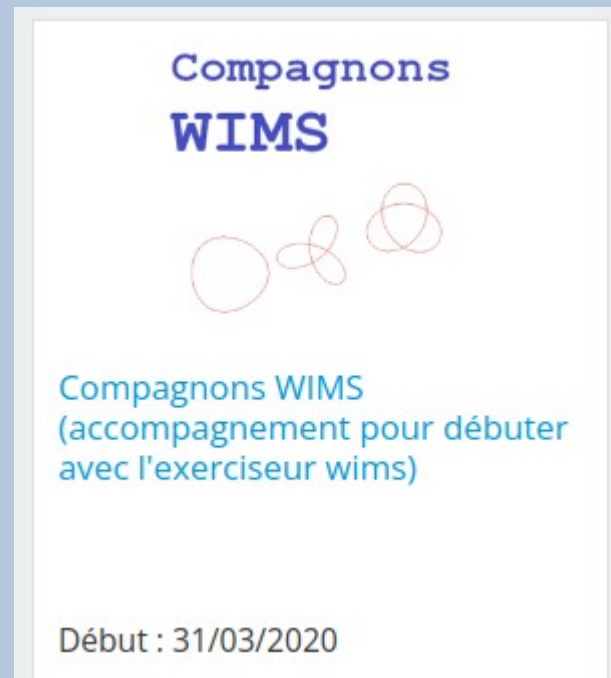 Compagnons
WIMS
Compagnons WIMS
(accompagnement pour débuter
avec l'exerciseur wims)
Début : 31/03/2020